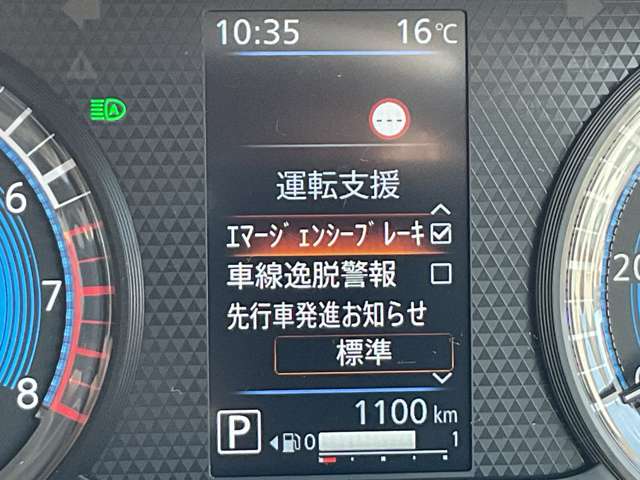 10:35 16℃
A
---
運転支援
ｴﾏｰｼﾞｪﾝｼｰﾌﾞﾚｰｷ
車線逸脱警報
先行車発進お知らせ
標準
6
7
8
20
P
1100 km
0 1